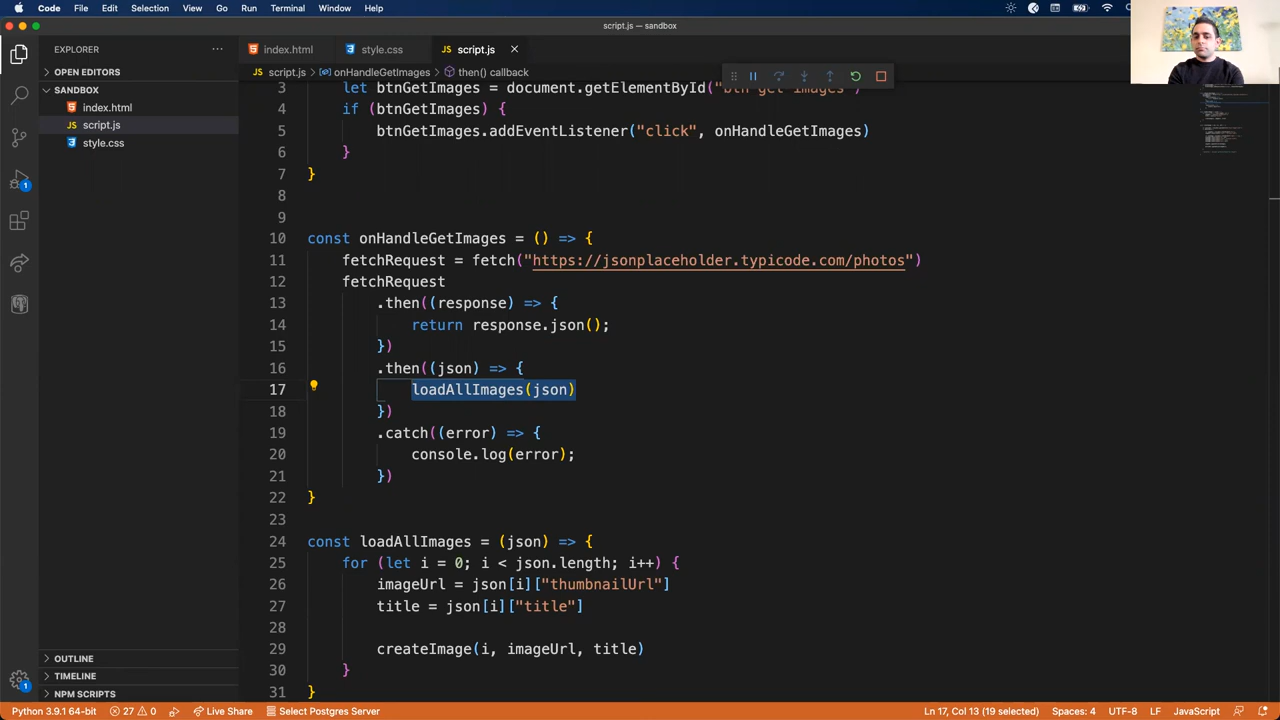 Code File Edit Selection View Go Run Terminal Window Help
script.js — sandbox
EXPLORER
index.html
style.css
script.js
script.js > onHandleGetImages > then() callback
OPEN EDITORS
SANDBOX
index.html
script.js
style.css
3 let btnGetImages = document.getElementById("btn-get-images")
4 if (btnGetImages) {
5 btnGetImages.addEventListener("click", onHandleGetImages)
6
7 }
8
9
10 const onHandleGetImages = () => {
11 fetchRequest = fetch("https://jsonplaceholder.typicode.com/photos")
12 fetchRequest
13 .then((response) => {
14 return response.json();
15 })
16 .then((json) => {
17 loadAllImages(json)
18 })
19 .catch((error) => {
20 console.log(error);
21 })
22 }
23
24 const loadAllImages = (json) => {
25 for (let i = 0; i < json.length; i++) {
26 imageUrl = json[i]["thumbnailUrl"]
27 title = json[i]["title"]
28
29 createImage(i, imageUrl, title)
30 }
31 }
OUTLINE
TIMELINE
NPM SCRIPTS
1
1
Python 3.9.1 64-bit 27 0 Live Share Select Postgres Server
Ln 17, Col 13 (19 selected) Spaces: 4 UTF-8 LF JavaScript